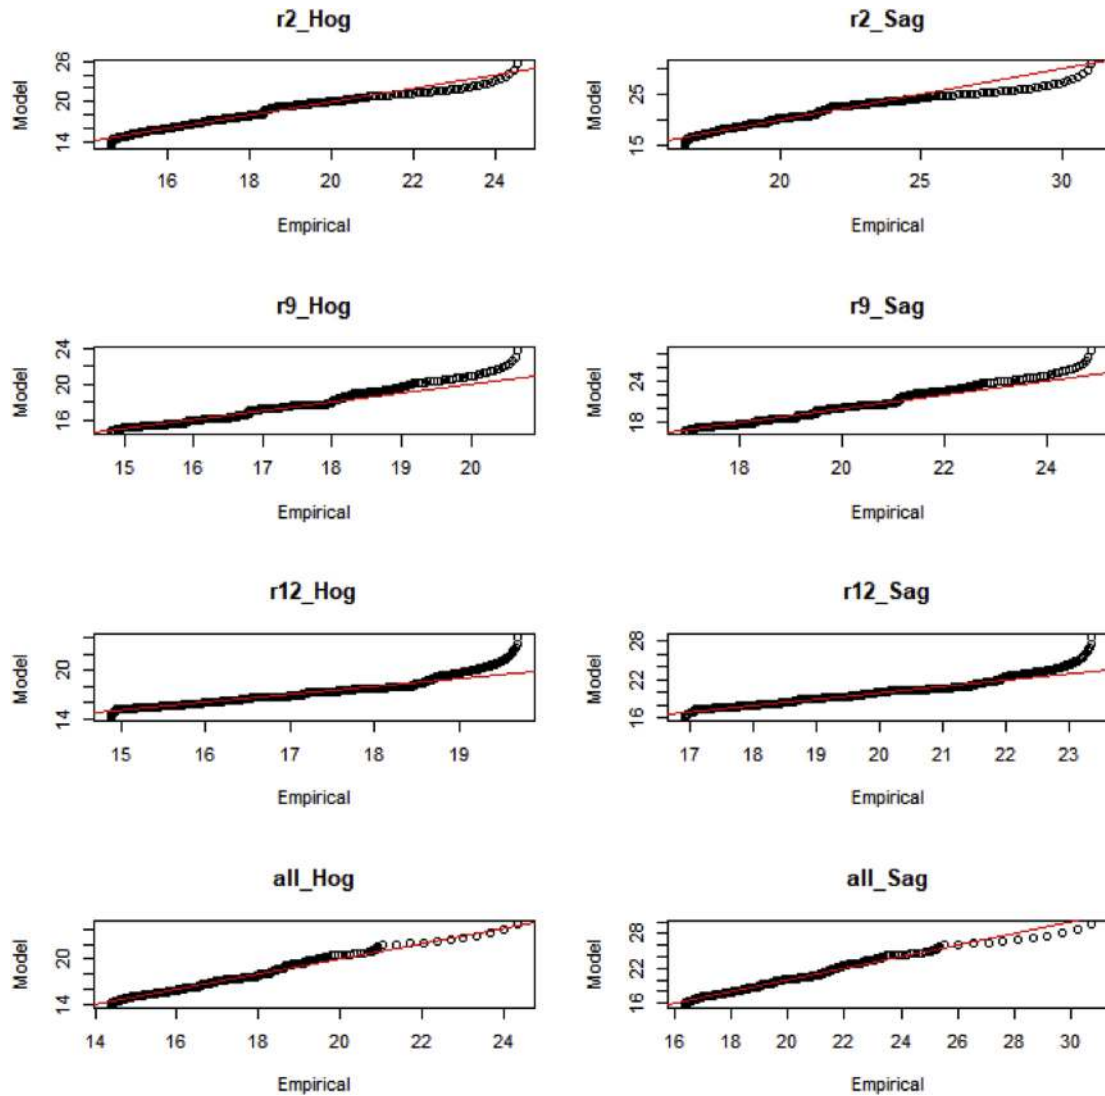 r2_Hog
Model
14 20 26
16 18 20 22 24
Empirical
r2_Sag
Model
15 25
20 25 30
Empirical
r9_Hog
Model
16 20 24
15 16 17 18 19 20
Empirical
r9_Sag
Model
18 24
18 20 22 24
Empirical
r12_Hog
Model
14 20
15 16 17 18 19
Empirical
r12_Sag
Model
16 22 28
17 18 19 20 21 22 23
Empirical
all_Hog
Model
14 20
14 16 18 20 22 24
Empirical
all_Sag
Model
16 22 28
16 18 20 22 24 26 28 30
Empirical